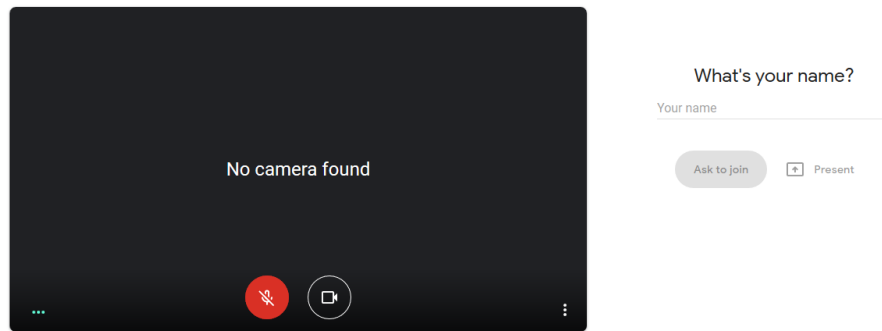 No camera found
What's your name?
Your name
Ask to join
Present